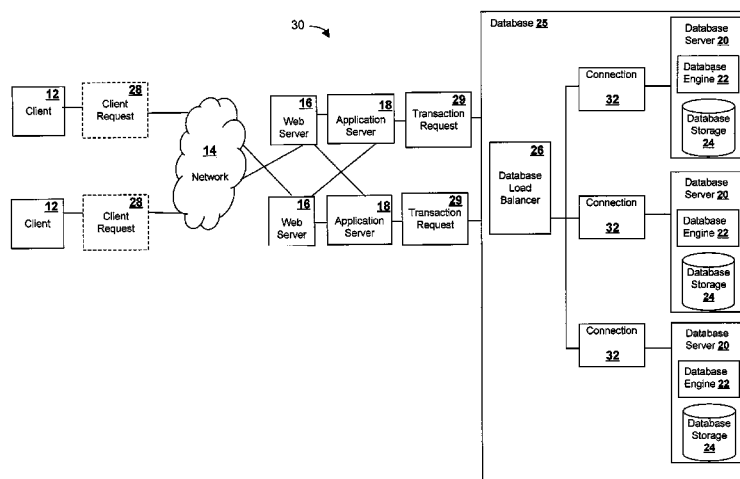 30
Database 25
12
Client
28
Client
Request
14
Network
16
Web
Server
18
Application
Server
29
Transaction
Request
12
Client
28
Client
Request
16
Web
Server
18
Application
Server
29
Transaction
Request
26
Database
Load
Balancer
Connection
32
Database
Server 20
Database
Engine 22
Database
Storage
24
Connection
32
Database
Server 20
Database
Engine 22
Database
Storage
24
Connection
32
Database
Server 20
Database
Engine 22
Database
Storage
24